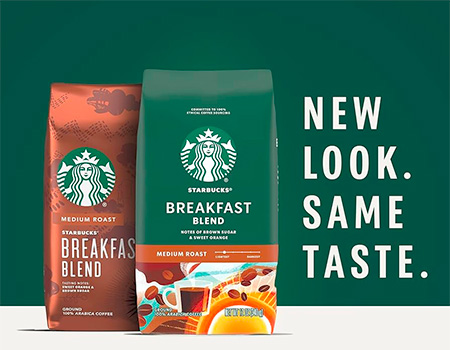 MEDIUM ROAST
STARBUCKS®
BREAKFAS
BLEND
TASTING NOTES
SWEET ORANGE &
BROWN SUGAR
GROUND
100% ARABICA COFFEE
COMMITTED TO 100%
ETHICAL COFFEE SOURCING
STARBUCKS®
BREAKFAST
BLEND
NOTES OF BROWN SUGAR
& SWEET ORANGE
MEDIUM ROAST
GROUND
100% ARABICA COFFEE
NEW
LOOK.
SAME
TASTE.